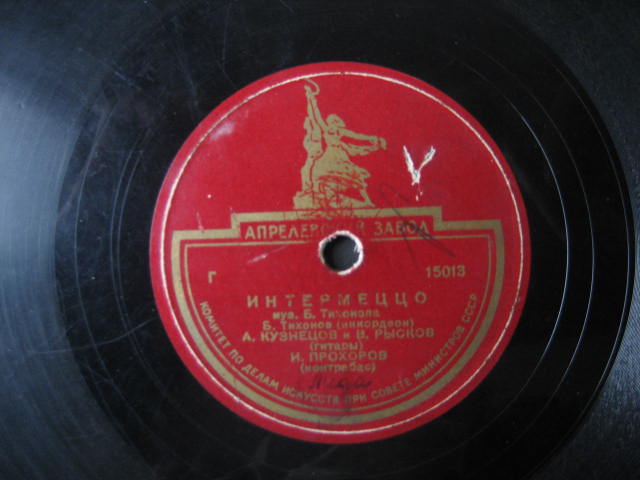 АПРЕЛЕВСКИЙ ЗАВОД
Г 15013
ИНТЕРМЕЦЦО
муз. Б. Тихонова
Б. Тихонов (аккордеон)
А. КУЗНЕЦОВ и В. РЫСКОВ
(гитары)
И. ПРОХОРОВ
(контрабас)
КОМИТЕТ ПО ДЕЛАМ ИСКУССТВ ПРИ СОВЕТЕ МИНИСТРОВ СССР